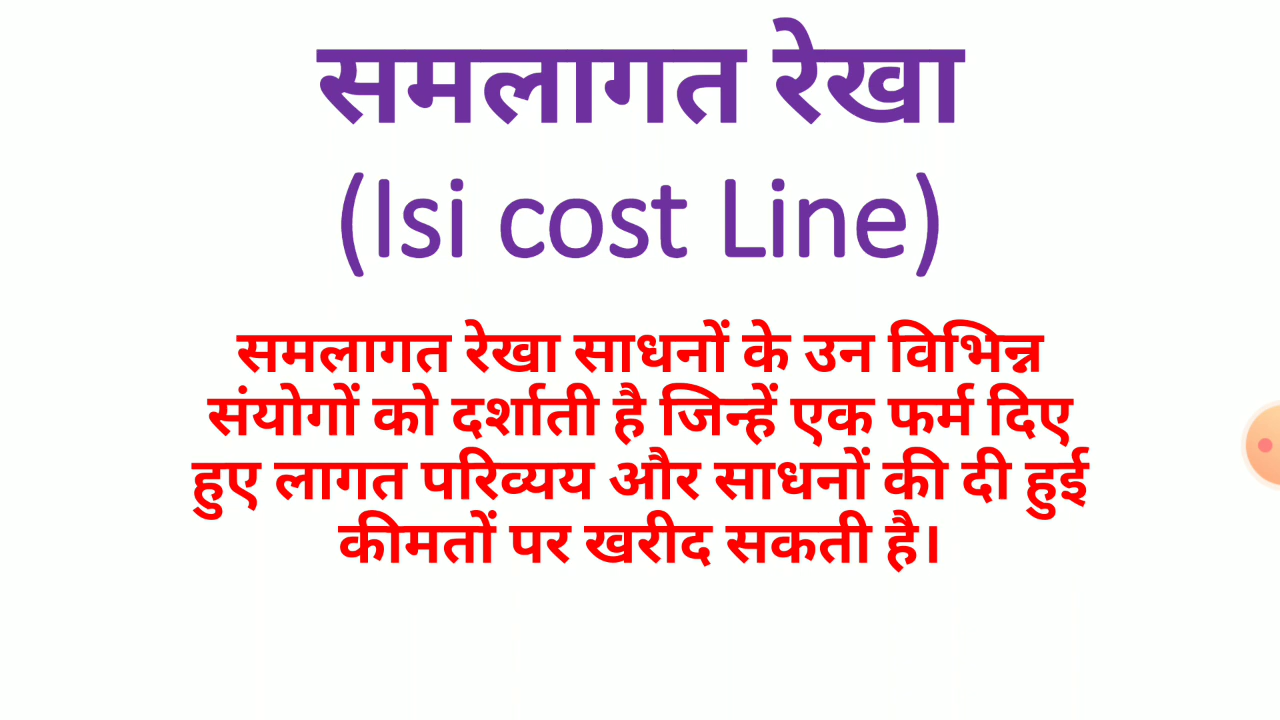 समलागत रेखा
(Isi cost Line)
समलागत रेखा साधनों के उन विभिन्न
संयोगों को दर्शाती है जिन्हें एक फर्म दिए
हुए लागत परिव्यय और साधनों की दी हुई
कीमतों पर खरीद सकती है।